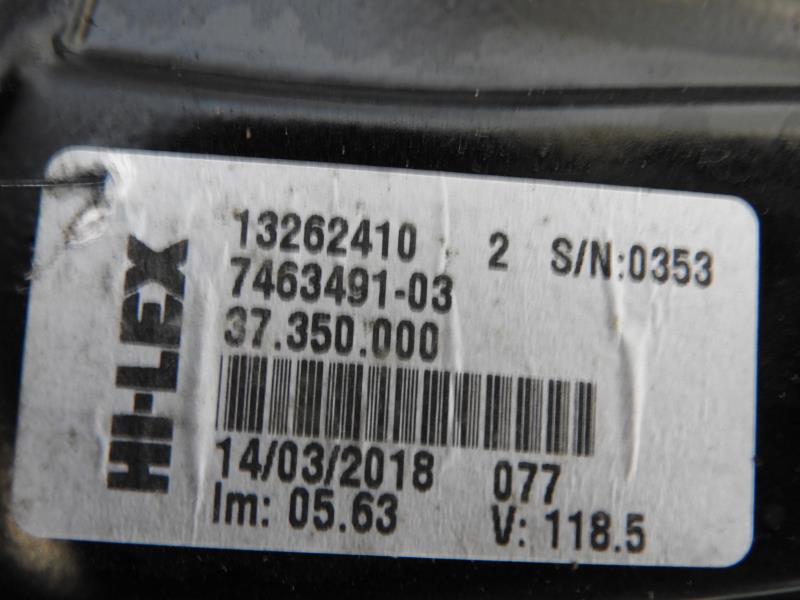 HI-LEX
13262410 2 S/N:0353
7463491-03
37.350.000
14/03/2018 077
Im: 05.63 V: 118.5